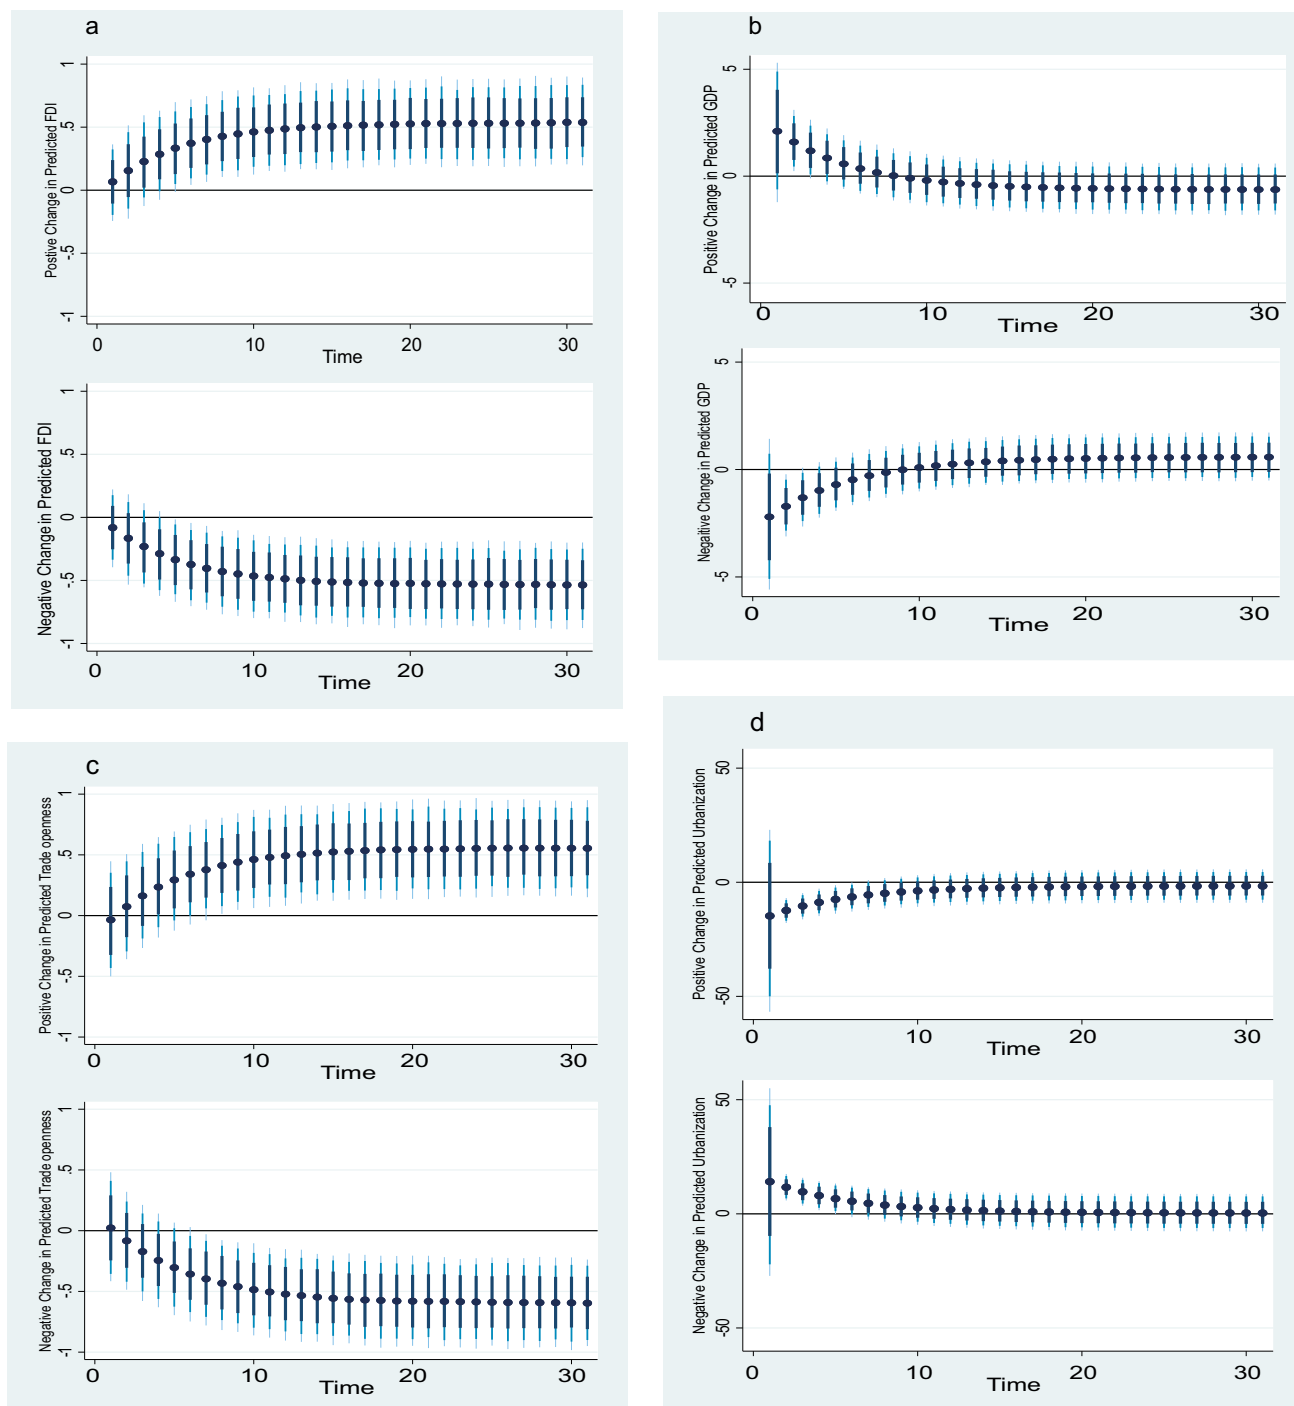 a
Postive Change in Predicted FDI
1
.5
0
-.5
-1
0 10 20 30
Time
Negative Change in Predicted FDI
1
.5
0
-.5
-1
0 10 20 30
Time
b
Positive Change in Predicted GDP
5
0
-5
0 10 20 30
Time
Negaitive Change in Predicted GDP
5
0
-5
0 10 20 30
Time
c
Positive Change in Predicted Trade openness
1
.5
0
-.5
-1
0 10 20 30
Time
Negative Change in Predicted Trade openness
1
.5
0
-.5
-1
0 10 20 30
Time
d
Positive Change in Predicted Urbanization
50
0
-50
0 10 20 30
Time
Negative Change in Predicted Urbanization
50
0
-50
0 10 20 30
Time